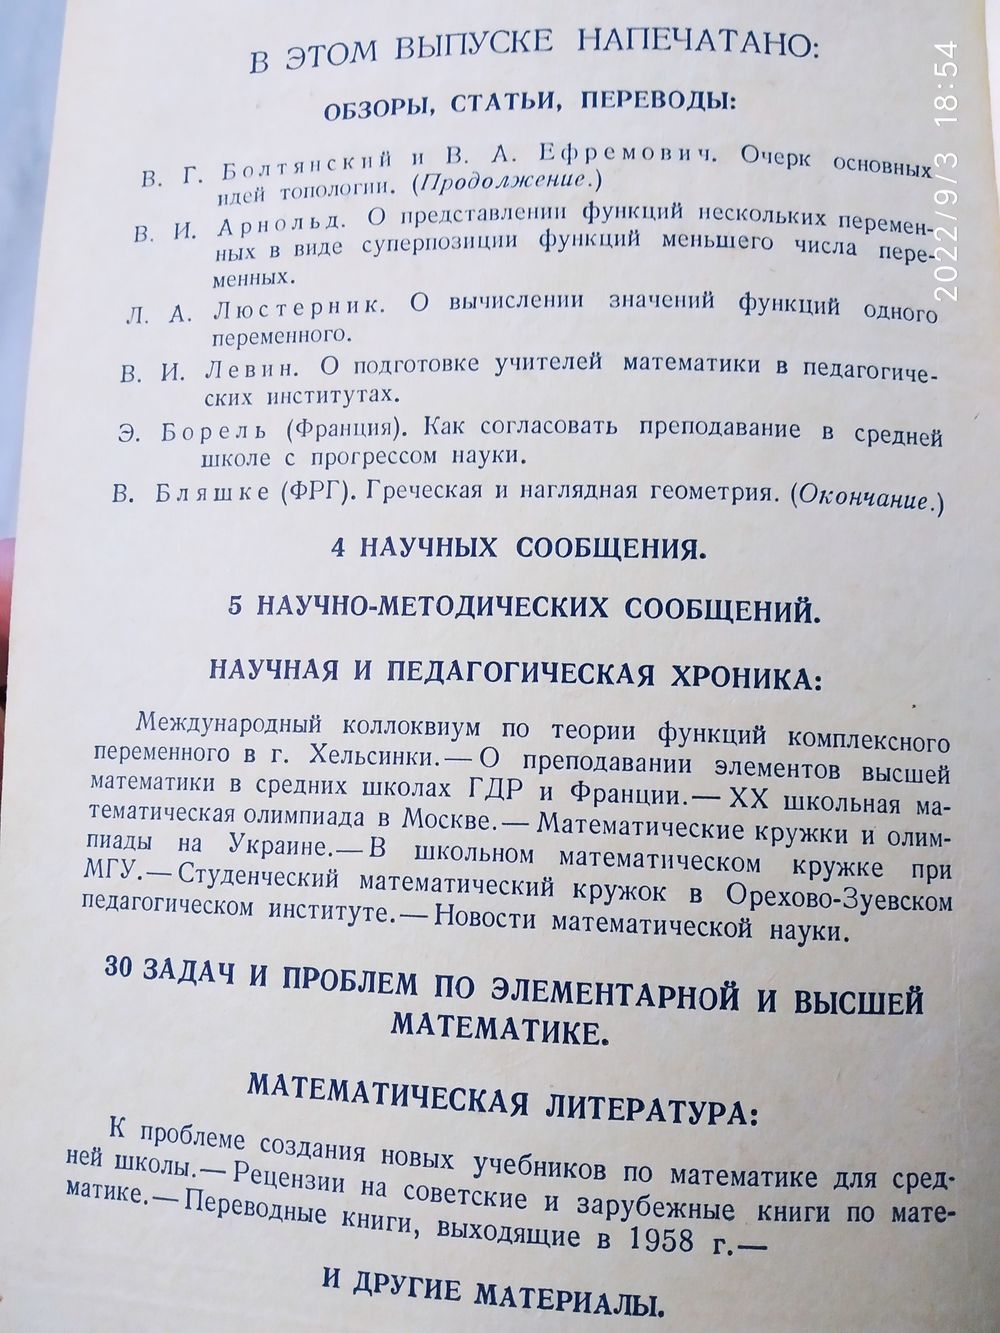 В ЭТОМ ВЫПУСКЕ НАПЕЧАТАНО:
ОБЗОРЫ, СТАТЬИ, ПЕРЕВОДЫ:
В. Г. Болтянский и В. А. Ефремович. Очерк основных
идей топологии. (Продолжение.)
В. И. Арнольд. О представлении функций нескольких перемен-
ных в виде суперпозиции функций меньшего числа пере-
менных.
Л. А. Люстерник. О вычислении значений функций одного
переменного.
В. И. Левин. О подготовке учителей математики в педагогиче-
ских институтах.
Э. Борель (Франция). Как согласовать преподавание в средней
школе с прогрессом науки.
В. Бляшке (ФРГ). Греческая и наглядная геометрия. (Окончание.)
4 НАУЧНЫХ СООБЩЕНИЯ.
5 НАУЧНО-МЕТОДИЧЕСКИХ СООБЩЕНИЙ.
НАУЧНАЯ И ПЕДАГОГИЧЕСКАЯ ХРОНИКА:
Международный коллоквиум по теории функций комплексного
переменного в г. Хельсинки.— О преподавании элементов высшей
математики в средних школах ГДР и Франции.— XX школьная ма-
тематическая олимпиада в Москве.— Математические кружки и олим-
пиады на Украине.— В школьном математическом кружке при
МГУ.— Студенческий математический кружок в Орехово-Зуевском
педагогическом институте.— Новости математической науки.
30 ЗАДАЧ И ПРОБЛЕМ ПО ЭЛЕМЕНТАРНОЙ И ВЫСШЕЙ
МАТЕМАТИКЕ.
МАТЕМАТИЧЕСКАЯ ЛИТЕРАТУРА:
К проблеме создания новых учебников по математике для сред-
ней школы.— Рецензии на советские и зарубежные книги по мате-
матике.— Переводные книги, выходящие в 1958 г.—
И ДРУГИЕ МАТЕРИАЛЫ.
2022/9/3 18:54